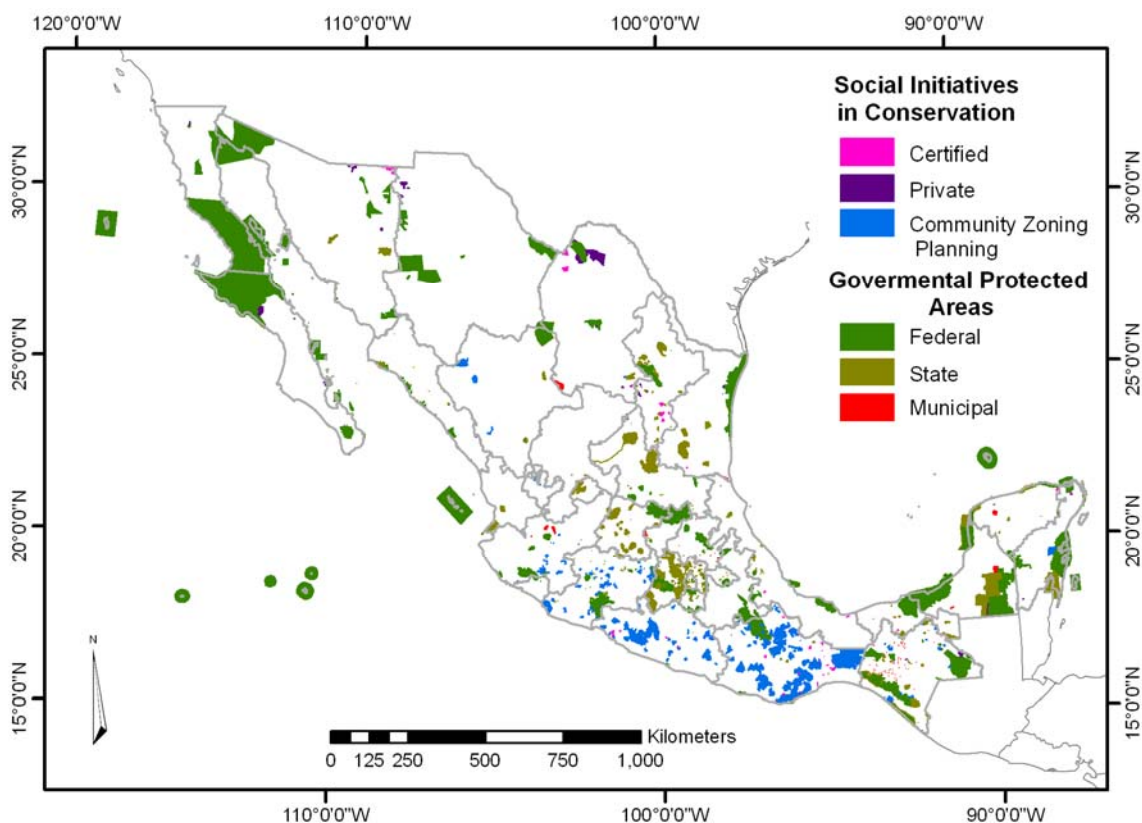 120°0'0"W
110°0'0"W
100°0'0"W
90°0'0"W
Social Initiatives
in Conservation
Certified
Private
Community Zoning
Planning
Govermental Protected
Areas
Federal
State
Municipal
30°0'0"N
30°0'0"N
25°0'0"N
25°0'0"N
20°0'0"N
20°0'0"N
15°0'0"N
15°0'0"N
N
Kilometers
0 125 250 500 750 1,000
110°0'0"W
100°0'0"W
90°0'0"W